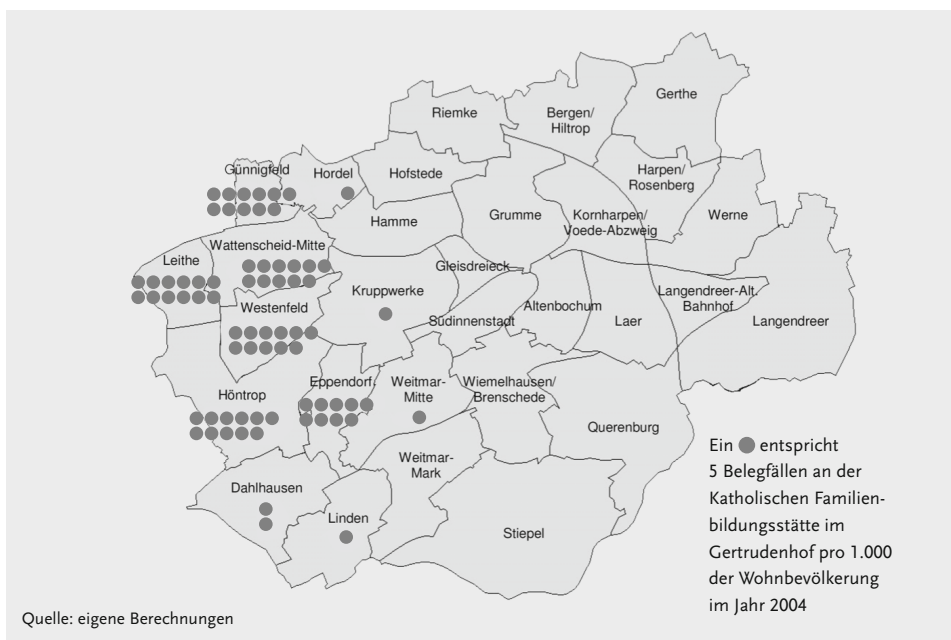 Gerthe
Riemke
Bergen/
Hiltrop
Günnigfeld
Hordel
Hofstede
Harpen/
Rosenberg
Hamme
Grumme
Kornharpen/
Voede-Abzweig
Werne
Wattenscheid-Mitte
Leithe
Gleisdreieck
Kruppwerke
Langendreer-Alt.
Bahnhof
Westenfeld
Südinnenstadt
Altenbochum
Laer
Langendreer
Höntrop
Eppendorf
Weitmar-
Mitte
Wiemelhausen/
Brenschede
Querenburg
Weitmar-
Mark
Dahlhausen
Linden
Stiepel
Ein entspricht
5 Belegfällen an der
Katholischen Familien-
bildungsstätte im
Gertrudenhof pro 1.000
der Wohnbevölkerung
im Jahr 2004
Quelle: eigene Berechnungen